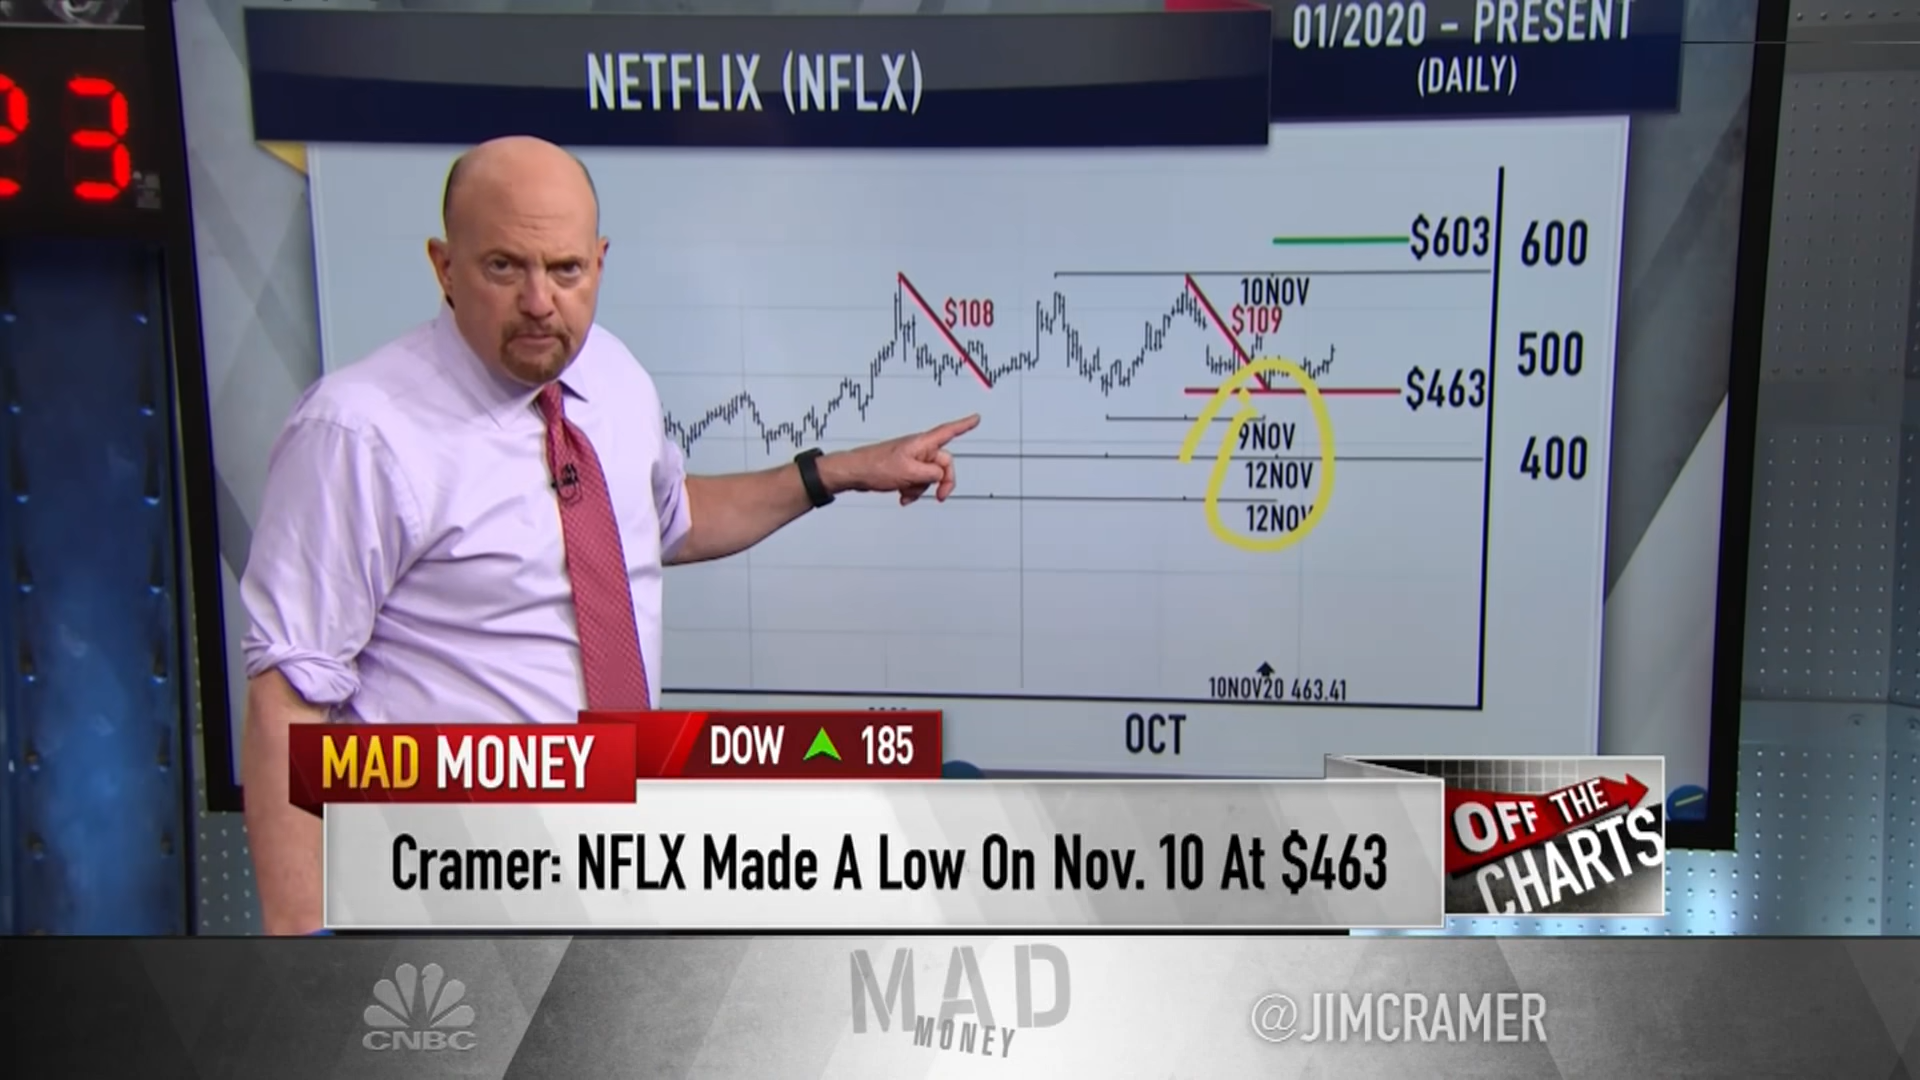 23
NETFLIX (NFLX)
01/2020 – PRESENT
(DAILY)
$603
600
10NOV
$108
$109
500
$463
9NOV
400
12NOV
12NOV
10NOV20 463.41
OCT
MAD MONEY
DOW 185
Cramer: NFLX Made A Low On Nov. 10 At $463
OFF THE
CHARTS
CNBC
MAD
MONEY
@JIMCRAMER